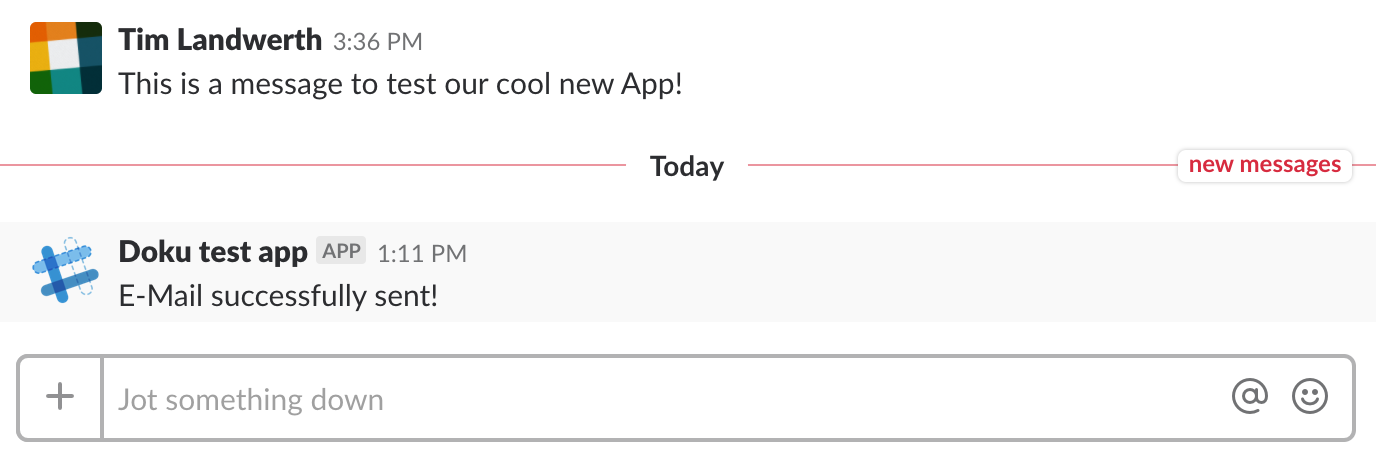 Tim Landwerth 3:36 PM
This is a message to test our cool new App!
Today
new messages
Doku test app APP 1:11 PM
E-Mail successfully sent!
+ Jot something down @